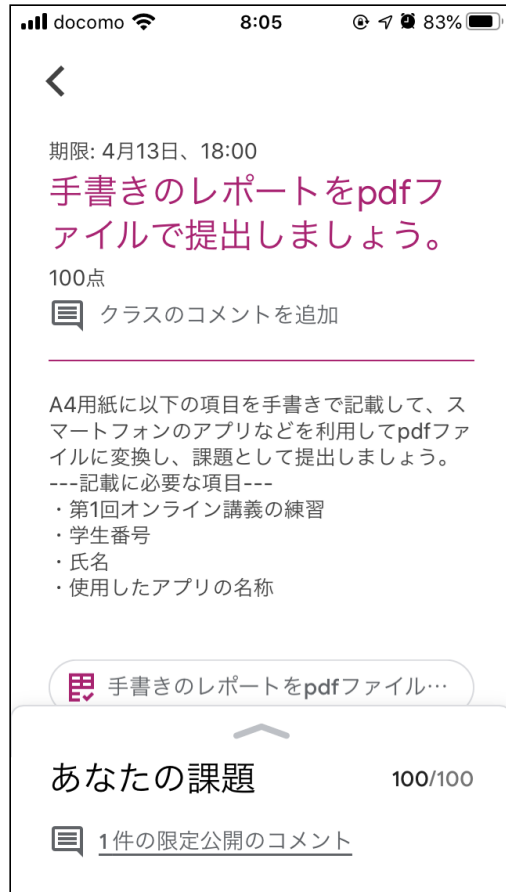 docomo 8:05 83%
期限: 4月13日、18:00
手書きのレポートをpdfフ
ァイルで提出しましょう。
100点
クラスのコメントを追加
A4用紙に以下の項目を手書きで記載して、ス
マートフォンのアプリなどを利用してpdfファ
イルに変換し、課題として提出しましょう。
---記載に必要な項目---
・第1回オンライン講義の練習
・学生番号
・氏名
・使用したアプリの名称
手書きのレポートをpdfファイル…
あなたの課題 100/100
1件の限定公開のコメント